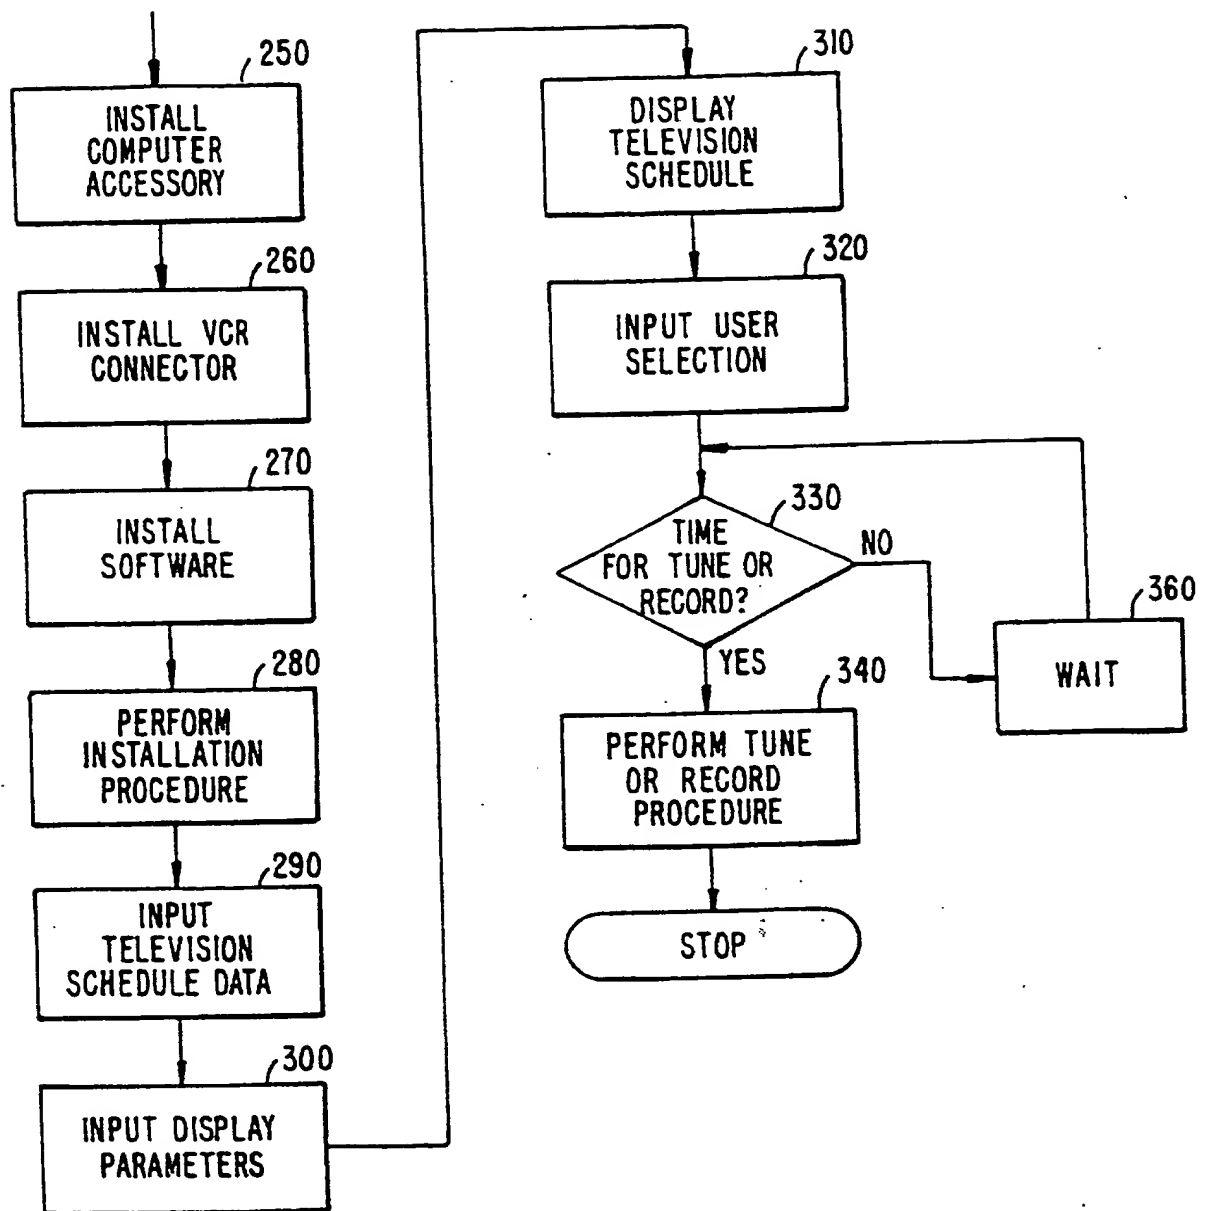 250
INSTALL
COMPUTER
ACCESSORY
260
INSTALL VCR
CONNECTOR
270
INSTALL
SOFTWARE
280
PERFORM
INSTALLATION
PROCEDURE
290
INPUT
TELEVISION
SCHEDULE DATA
300
INPUT DISPLAY
PARAMETERS
310
DISPLAY
TELEVISION
SCHEDULE
320
INPUT USER
SELECTION
330
TIME
FOR TUNE OR
RECORD?
NO
YES
360
WAIT
340
PERFORM TUNE
OR RECORD
PROCEDURE
STOP